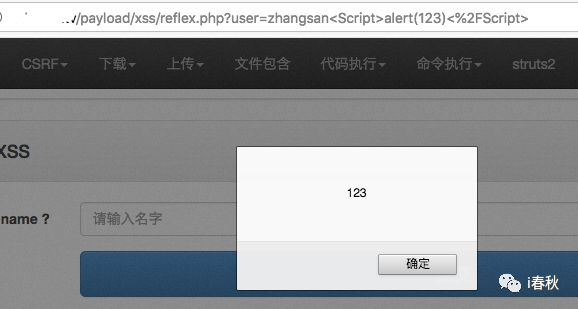 /payload/xss/reflex.php?user=zhangsan<Script>alert(123)<%2FScript>
CSRF 下载 上传 文件包含 代码执行 命令执行 struts2
XSS
name ? 请输入名字
123
确定
i春秋